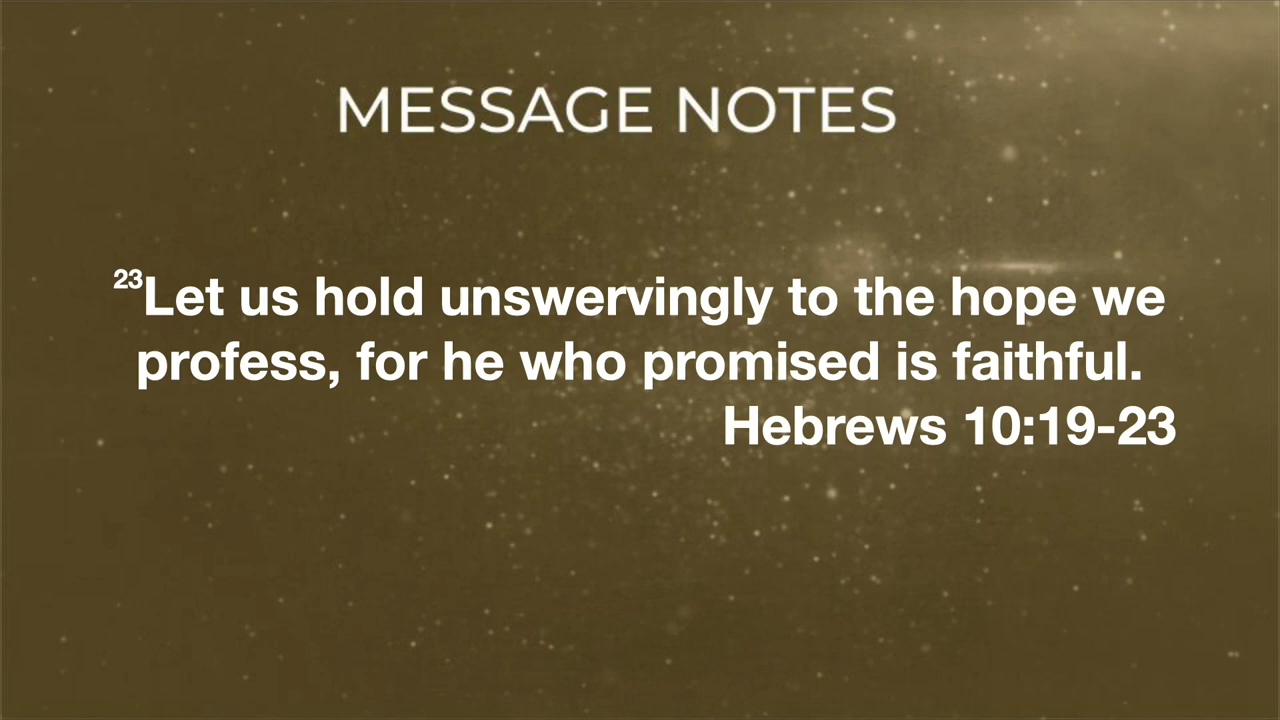 MESSAGE NOTES
23Let us hold unswervingly to the hope we
profess, for he who promised is faithful.
Hebrews 10:19-23